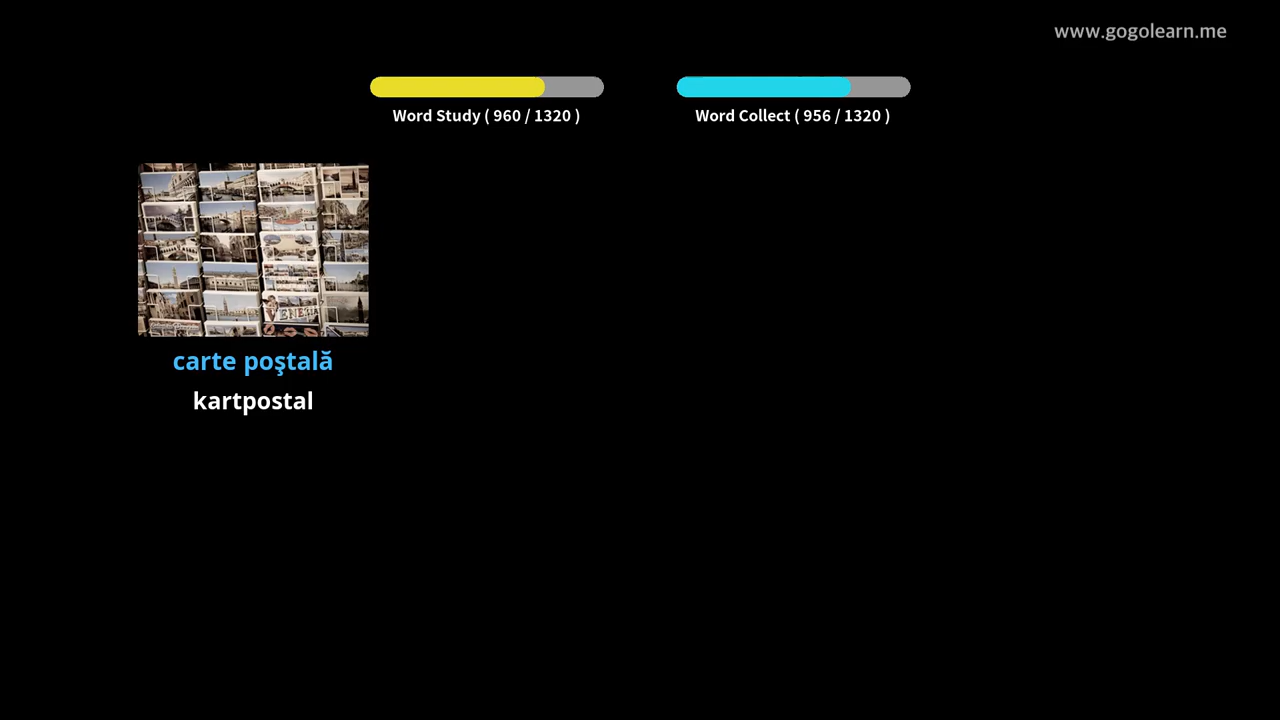 www.gogolearn.me
Word Study ( 960 / 1320 )
Word Collect ( 956 / 1320 )
carte poştală
kartpostal